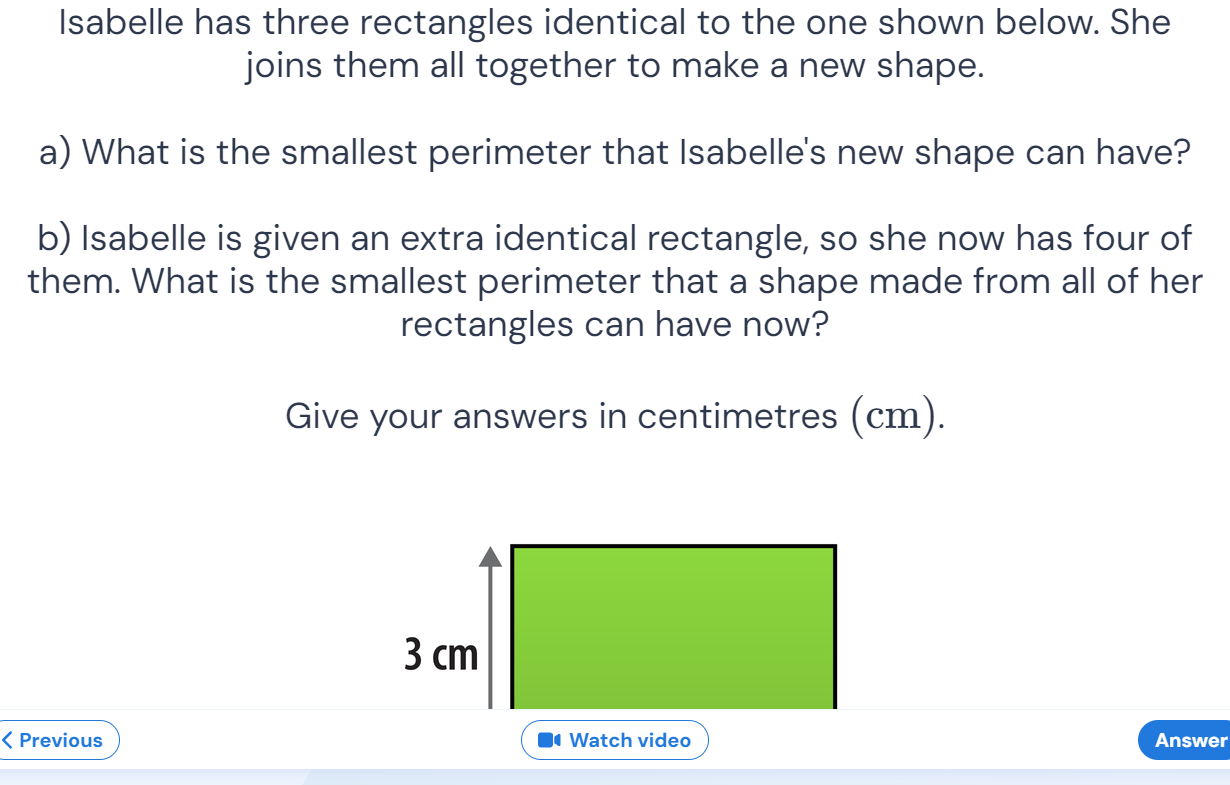 Isabelle has three rectangles identical to the one shown below. She
joins them all together to make a new shape.
a) What is the smallest perimeter that Isabelle's new shape can have?
b) Isabelle is given an extra identical rectangle, so she now has four of
them. What is the smallest perimeter that a shape made from all of her
rectangles can have now?
Give your answers in centimetres (cm).
3 cm
Previous
Watch video
Answer